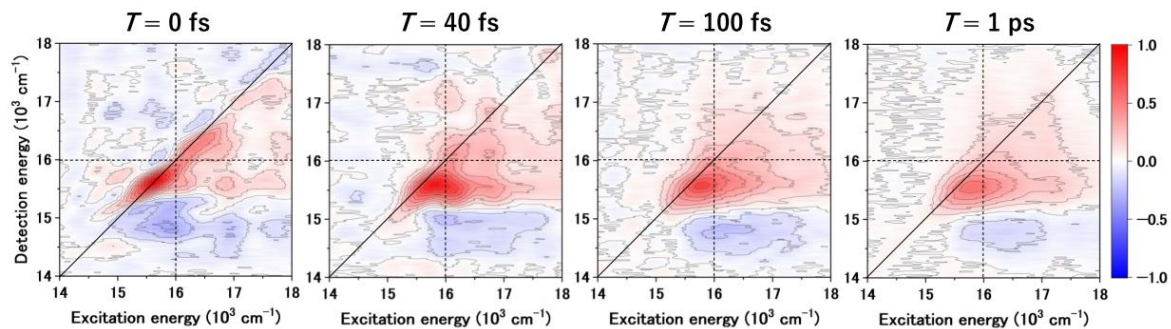 T = 0 fs
T = 40 fs
T = 100 fs
T = 1 ps
Detection energy (10³ cm⁻¹)
18
17
16
15
14
14 15 16 17 18
Excitation energy (10³ cm⁻¹)
18
17
16
15
14
14 15 16 17 18
Excitation energy (10³ cm⁻¹)
18
17
16
15
14
14 15 16 17 18
Excitation energy (10³ cm⁻¹)
18
17
16
15
14
14 15 16 17 18
Excitation energy (10³ cm⁻¹)
1.0
0.5
0.0
−0.5
−1.0